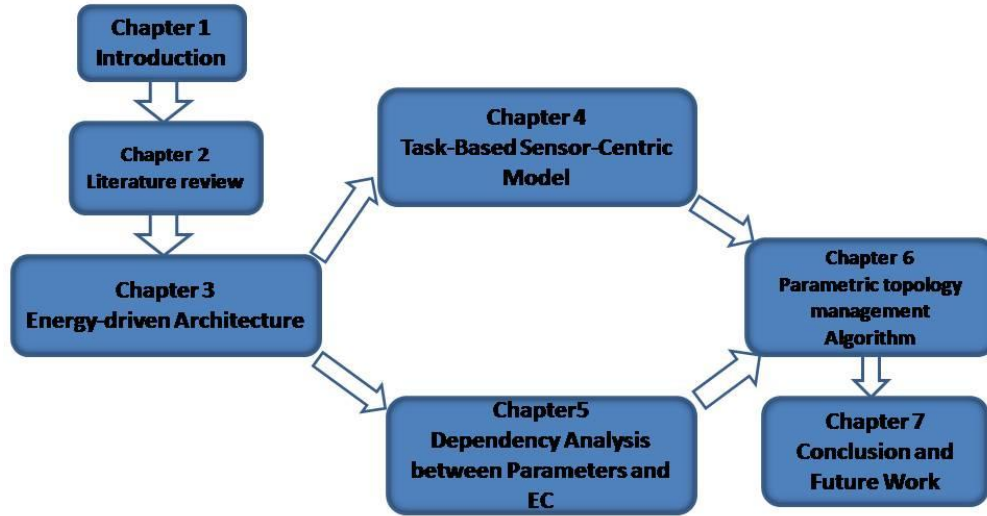 Chapter 1
Introduction
Chapter 2
Literature review
Chapter 3
Energy-driven Architecture
Chapter 4
Task-Based Sensor-Centric
Model
Chapter5
Dependency Analysis
between Parameters and
EC
Chapter 6
Parametric topology
management
Algorithm
Chapter 7
Conclusion and
Future Work